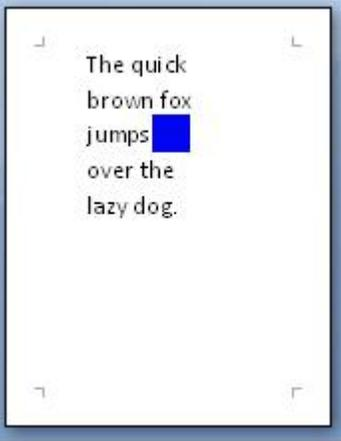 The quick
brown fox
jumps
over the
lazy dog.